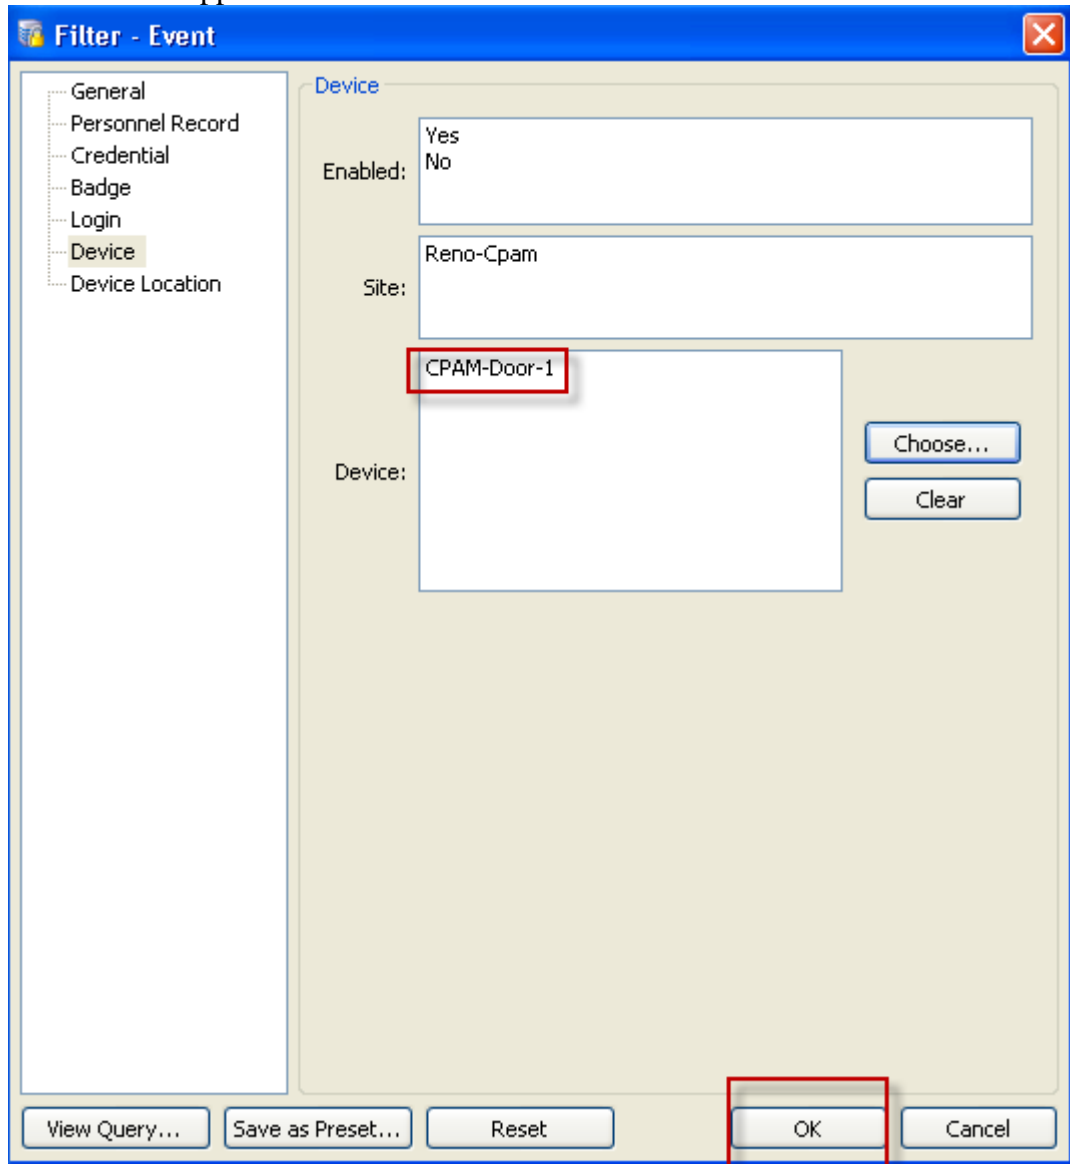 Filter - Event
General
Personnel Record
Credential
Badge
Login
Device
Device Location
Device
Enabled:
Yes
No
Site:
Reno-Cpam
Device:
CPAM-Door-1
Choose...
Clear
View Query...
Save as Preset...
Reset
OK
Cancel